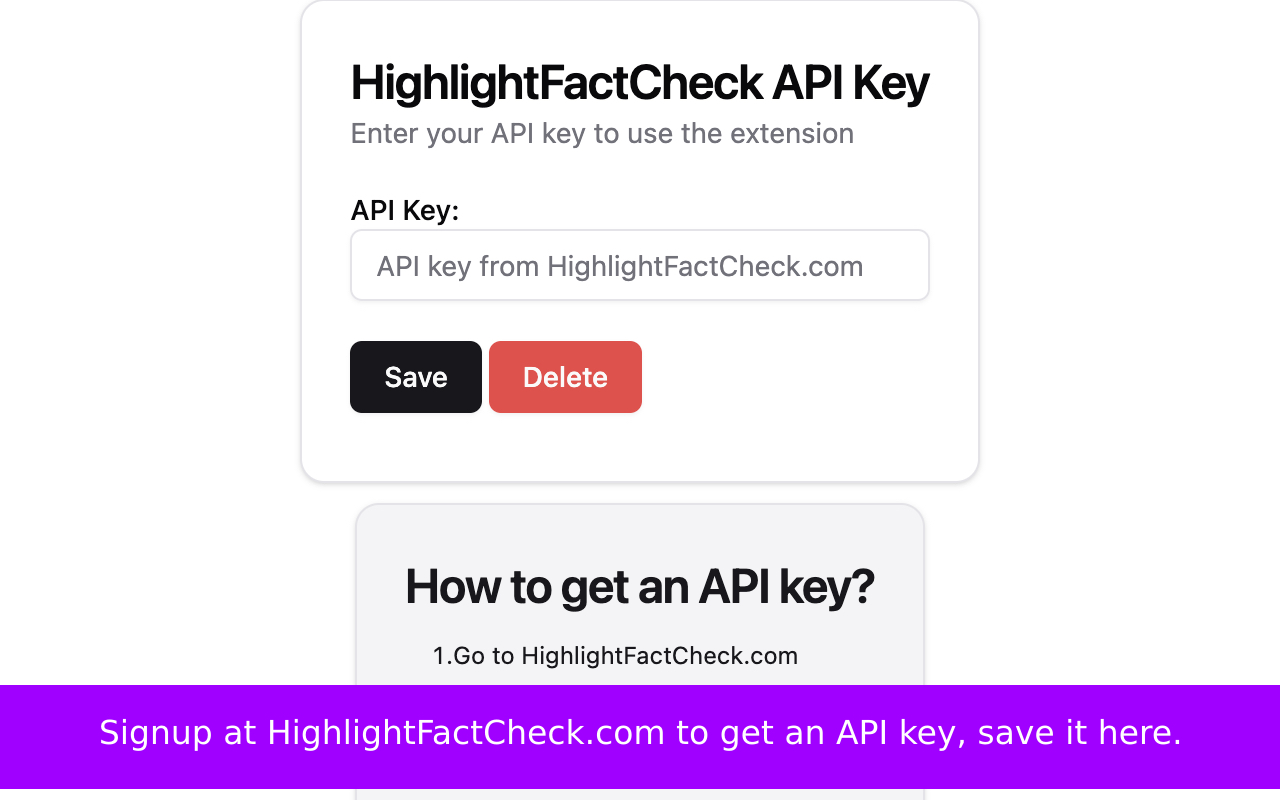 HighlightFactCheck API Key
Enter your API key to use the extension
API Key:
API key from HighlightFactCheck.com
Save Delete
How to get an API key?
1.Go to HighlightFactCheck.com
Signup at HighlightFactCheck.com to get an API key, save it here.